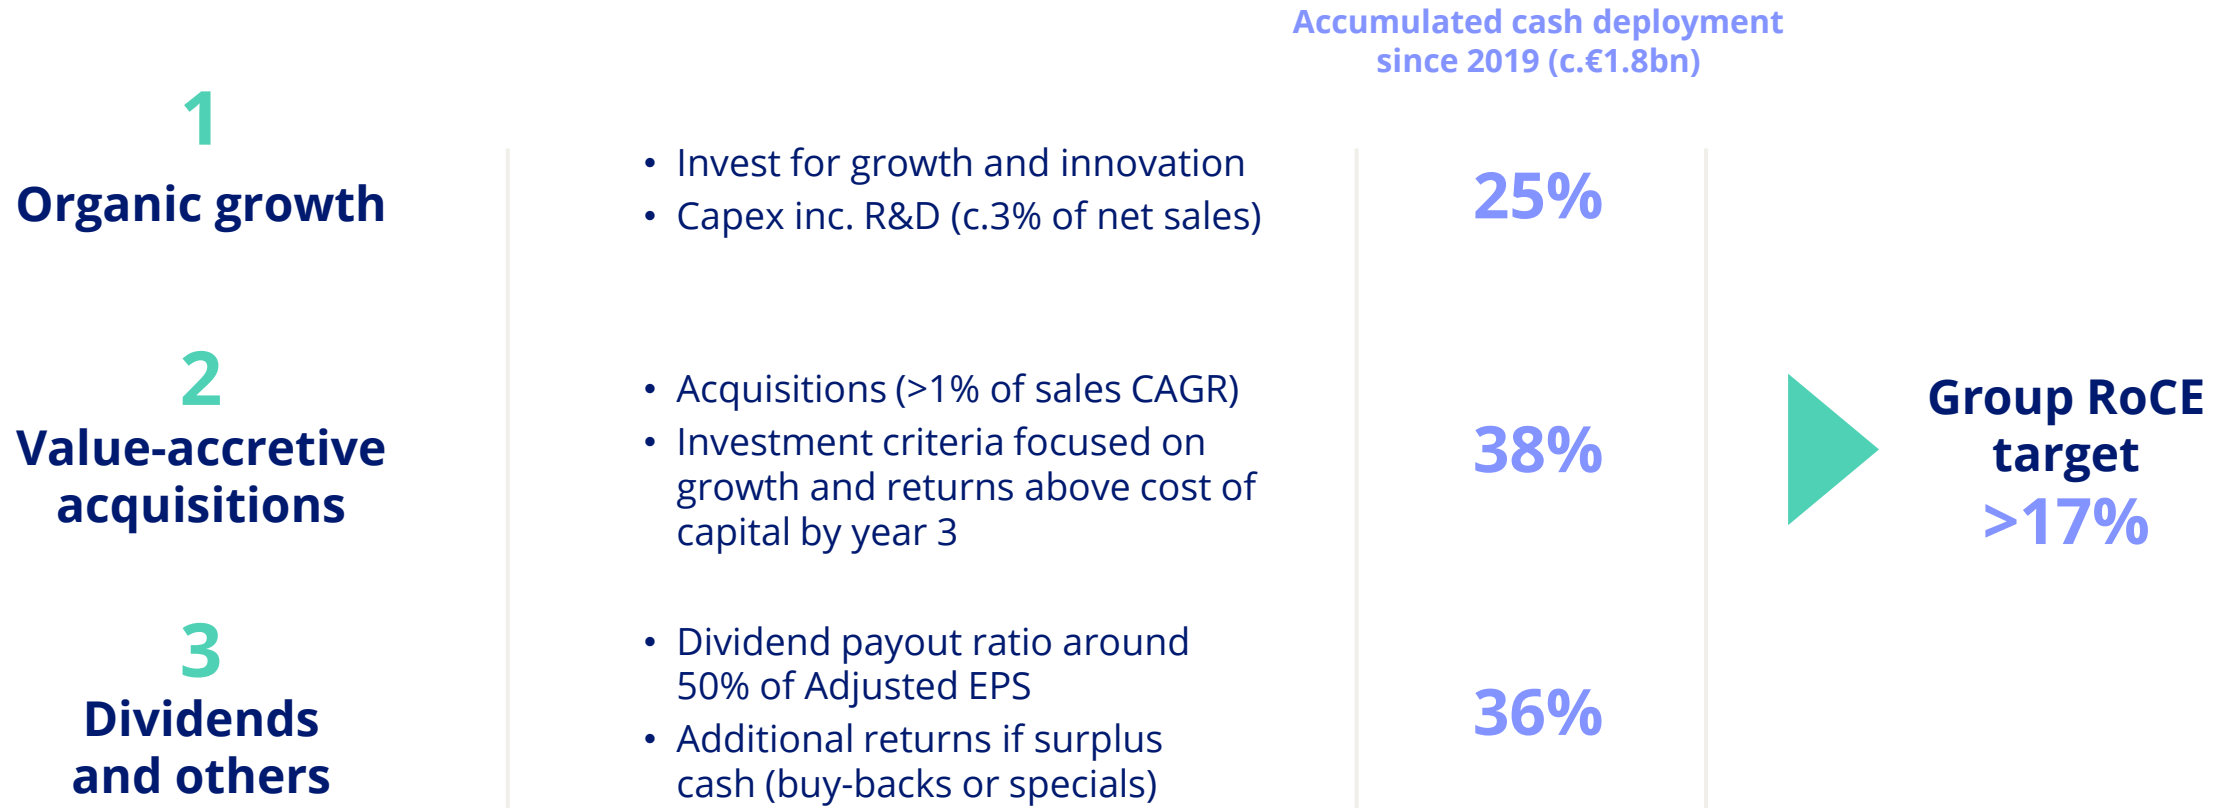 Accumulated cash deployment
since 2019 (c.€1.8bn)
1
Organic growth
• Invest for growth and innovation
• Capex inc. R&D (c.3% of net sales)
25%
2
Value-accretive
acquisitions
• Acquisitions (>1% of sales CAGR)
• Investment criteria focused on
growth and returns above cost of
capital by year 3
38%
3
Dividends
and others
• Dividend payout ratio around
50% of Adjusted EPS
• Additional returns if surplus
cash (buy-backs or specials)
36%
Group RoCE
target
>17%